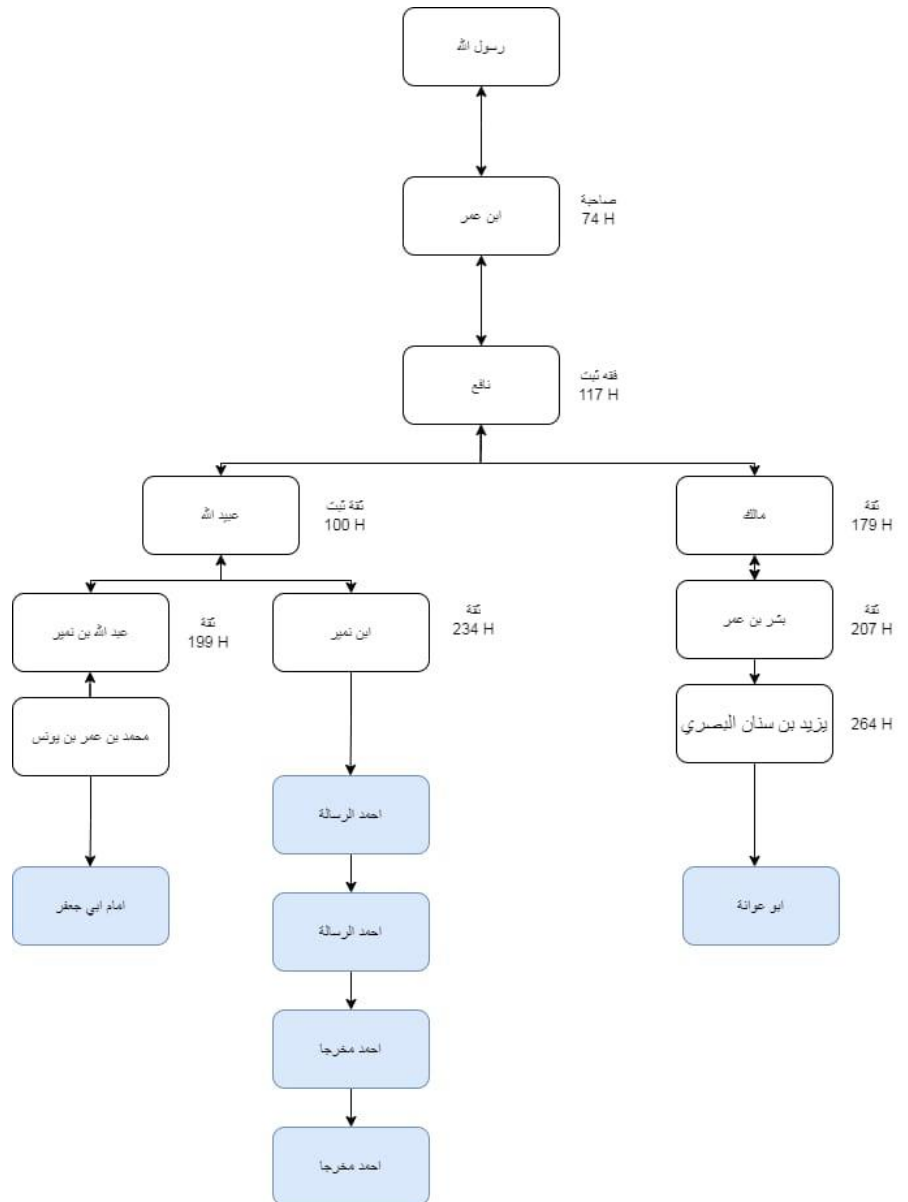 رسول الله
ابن عمر
صاحبة
74 H
نافع
فقه ثبت
117 H
عبيد الله
ثقة ثبت
100 H
مالك
ثقة
179 H
عبد الله بن نمير
ثقة
199 H
ابن نمير
ثقة
234 H
بشر بن عمر
ثقة
207 H
محمد بن عمر بن يونس
يزيد بن سنان البصري
264 H
احمد الرسالة
امام ابي جعفر
احمد الرسالة
ابو عوانة
احمد مخرجا
احمد مخرجا